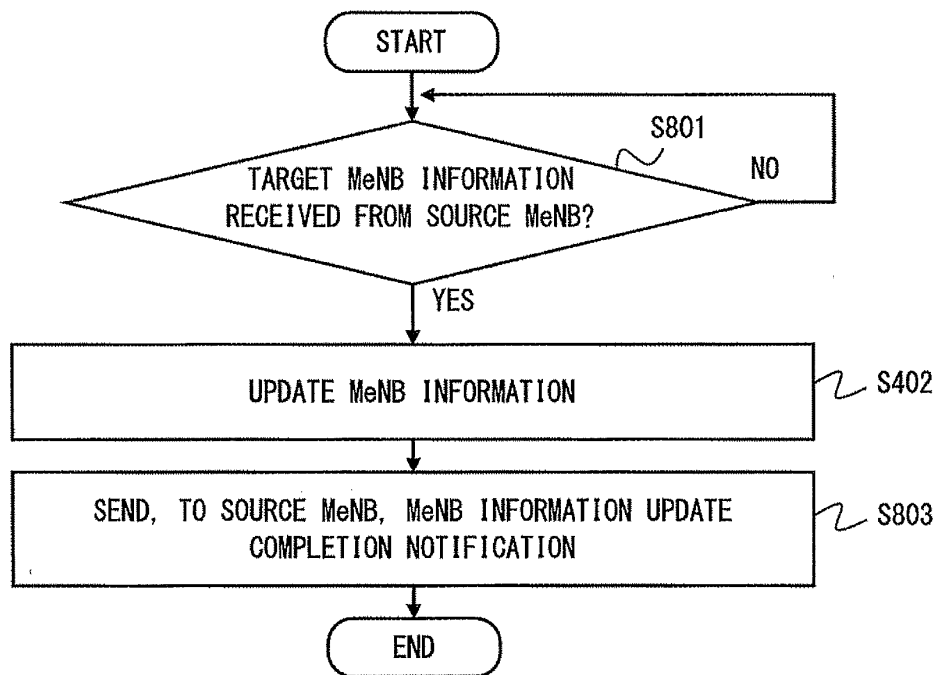 START
S801
TARGET MeNB INFORMATION
RECEIVED FROM SOURCE MeNB?
NO
YES
UPDATE MeNB INFORMATION
S402
SEND, TO SOURCE MeNB, MeNB INFORMATION UPDATE
COMPLETION NOTIFICATION
S803
END